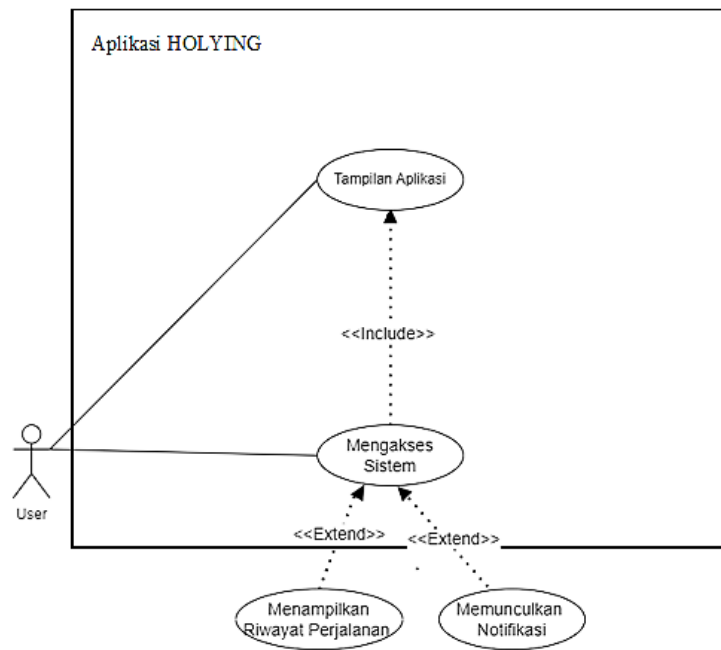 Aplikasi HOLYING
Tampilan Aplikasi
<<Include>>
Mengakses
Sistem
User
<<Extend>>
<<Extend>>
Menampilkan
Riwayat Perjalanan
Memunculkan
Notifikasi